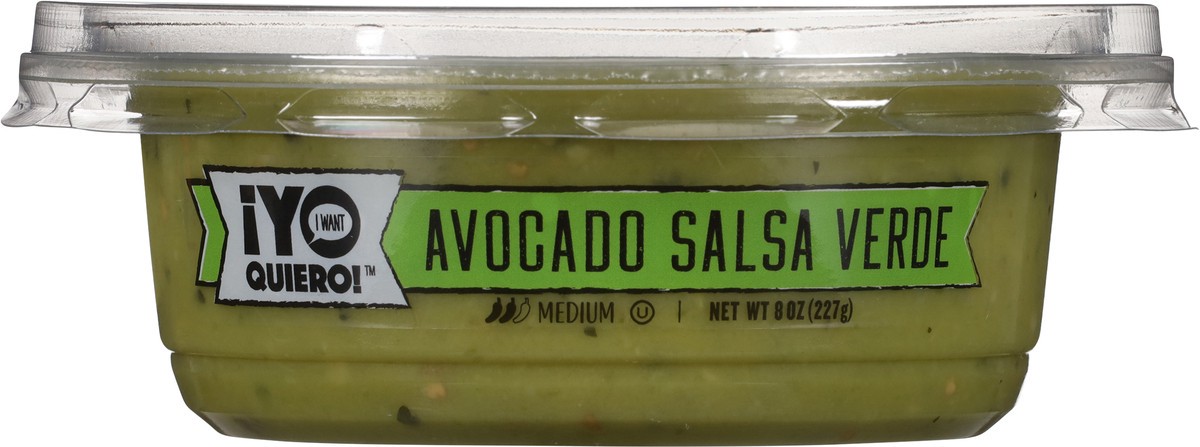 ¡YO
I WANT
QUIERO!™
AVOCADO SALSA VERDE
MEDIUM U | NET WT 8 OZ (227g)